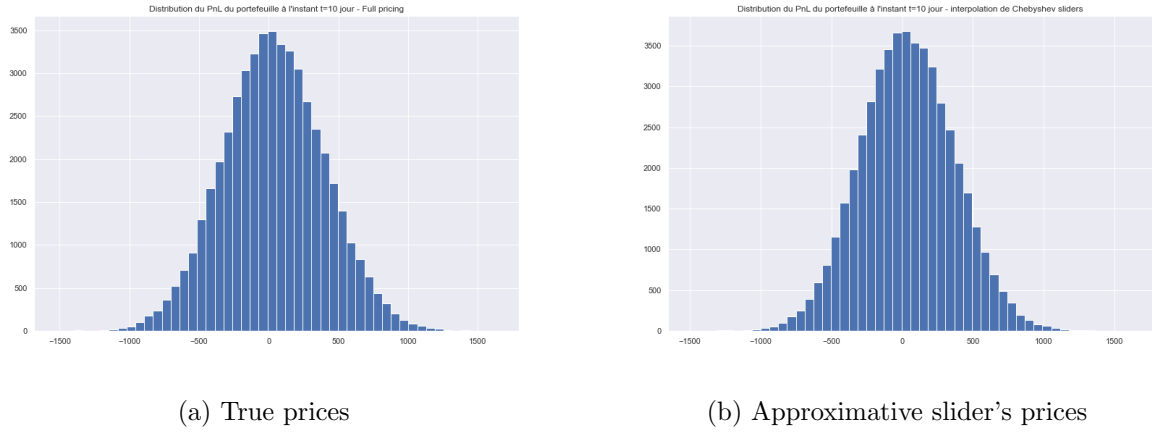 Distribution du PnL du portefeuille à l'instant t=10 jour - Full pricing
3500
3000
2500
2000
1500
1000
500
0
−1500 −1000 −500 0 500 1000 1500
(a) True prices
Distribution du PnL du portefeuille à l'instant t=10 jour - interpolation de Chebyshev sliders
3500
3000
2500
2000
1500
1000
500
0
−1500 −1000 −500 0 500 1000 1500
(b) Approximative slider's prices